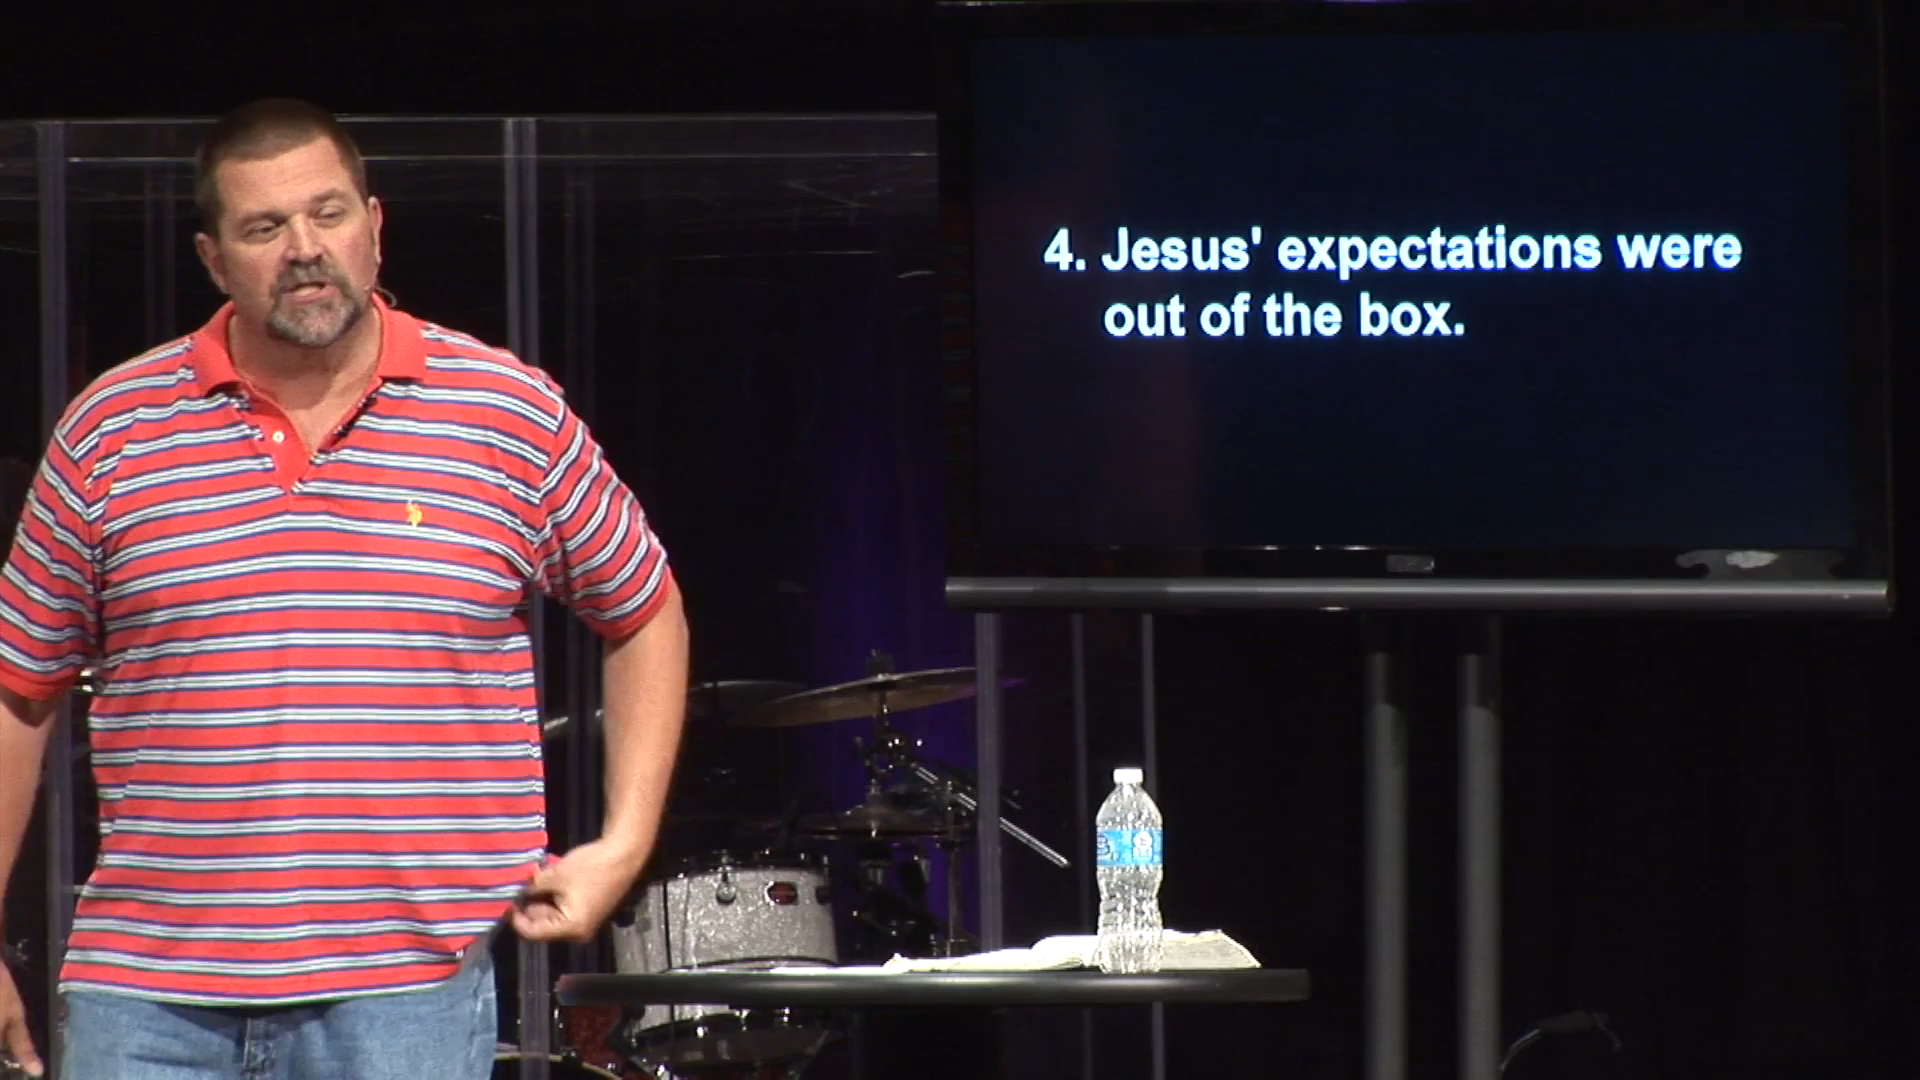 4. Jesus' expectations were
out of the box.